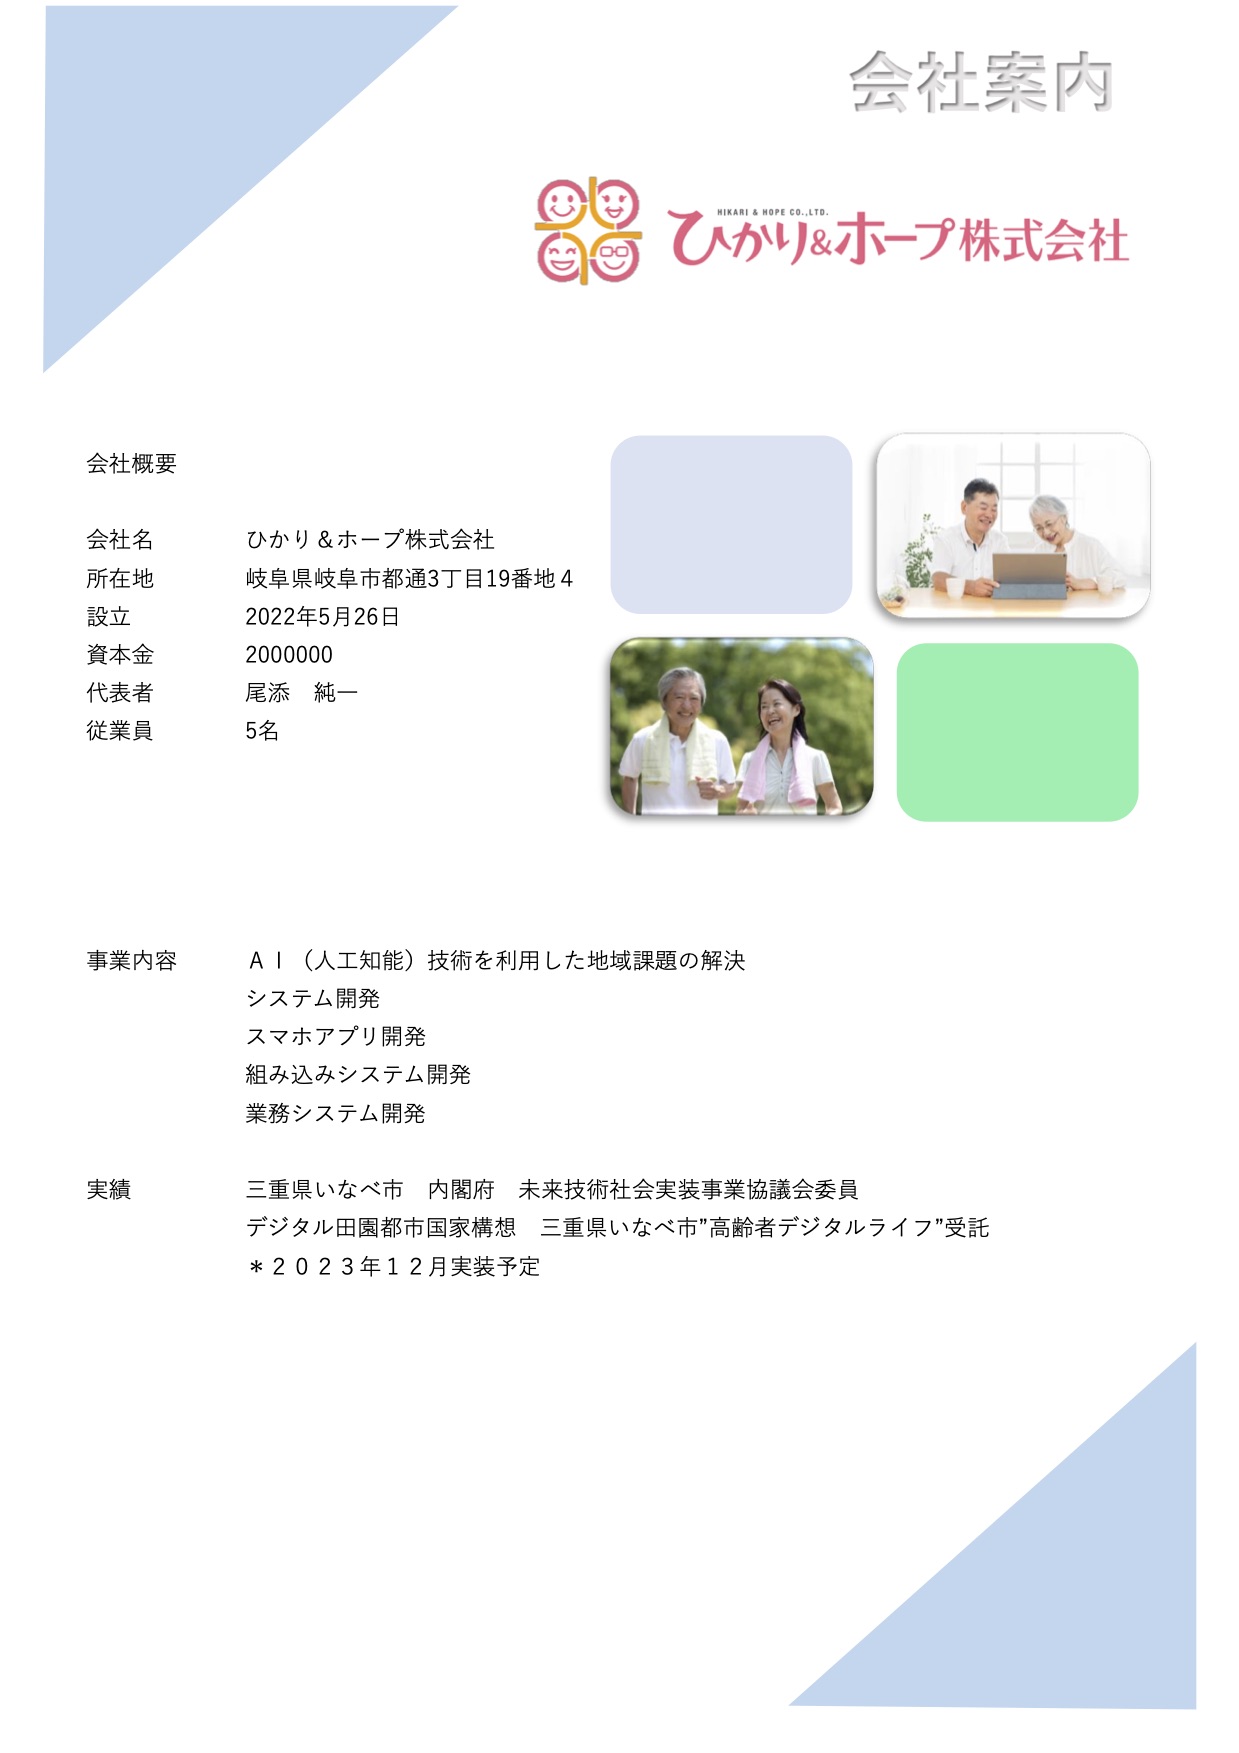 会社案内
HIKARI & HOPE CO.,LTD.
ひかり&ホープ株式会社
会社概要
会社名 ひかり＆ホープ株式会社
所在地 岐阜県岐阜市都通3丁目19番地４
設立 2022年5月26日
資本金 2000000
代表者 尾添　純一
従業員 5名
事業内容 ＡＩ（人工知能）技術を利用した地域課題の解決
システム開発
スマホアプリ開発
組み込みシステム開発
業務システム開発
実績 三重県いなべ市　内閣府　未来技術社会実装事業協議会委員
デジタル田園都市国家構想　三重県いなべ市”高齢者デジタルライフ”受託
＊２０２３年１２月実装予定